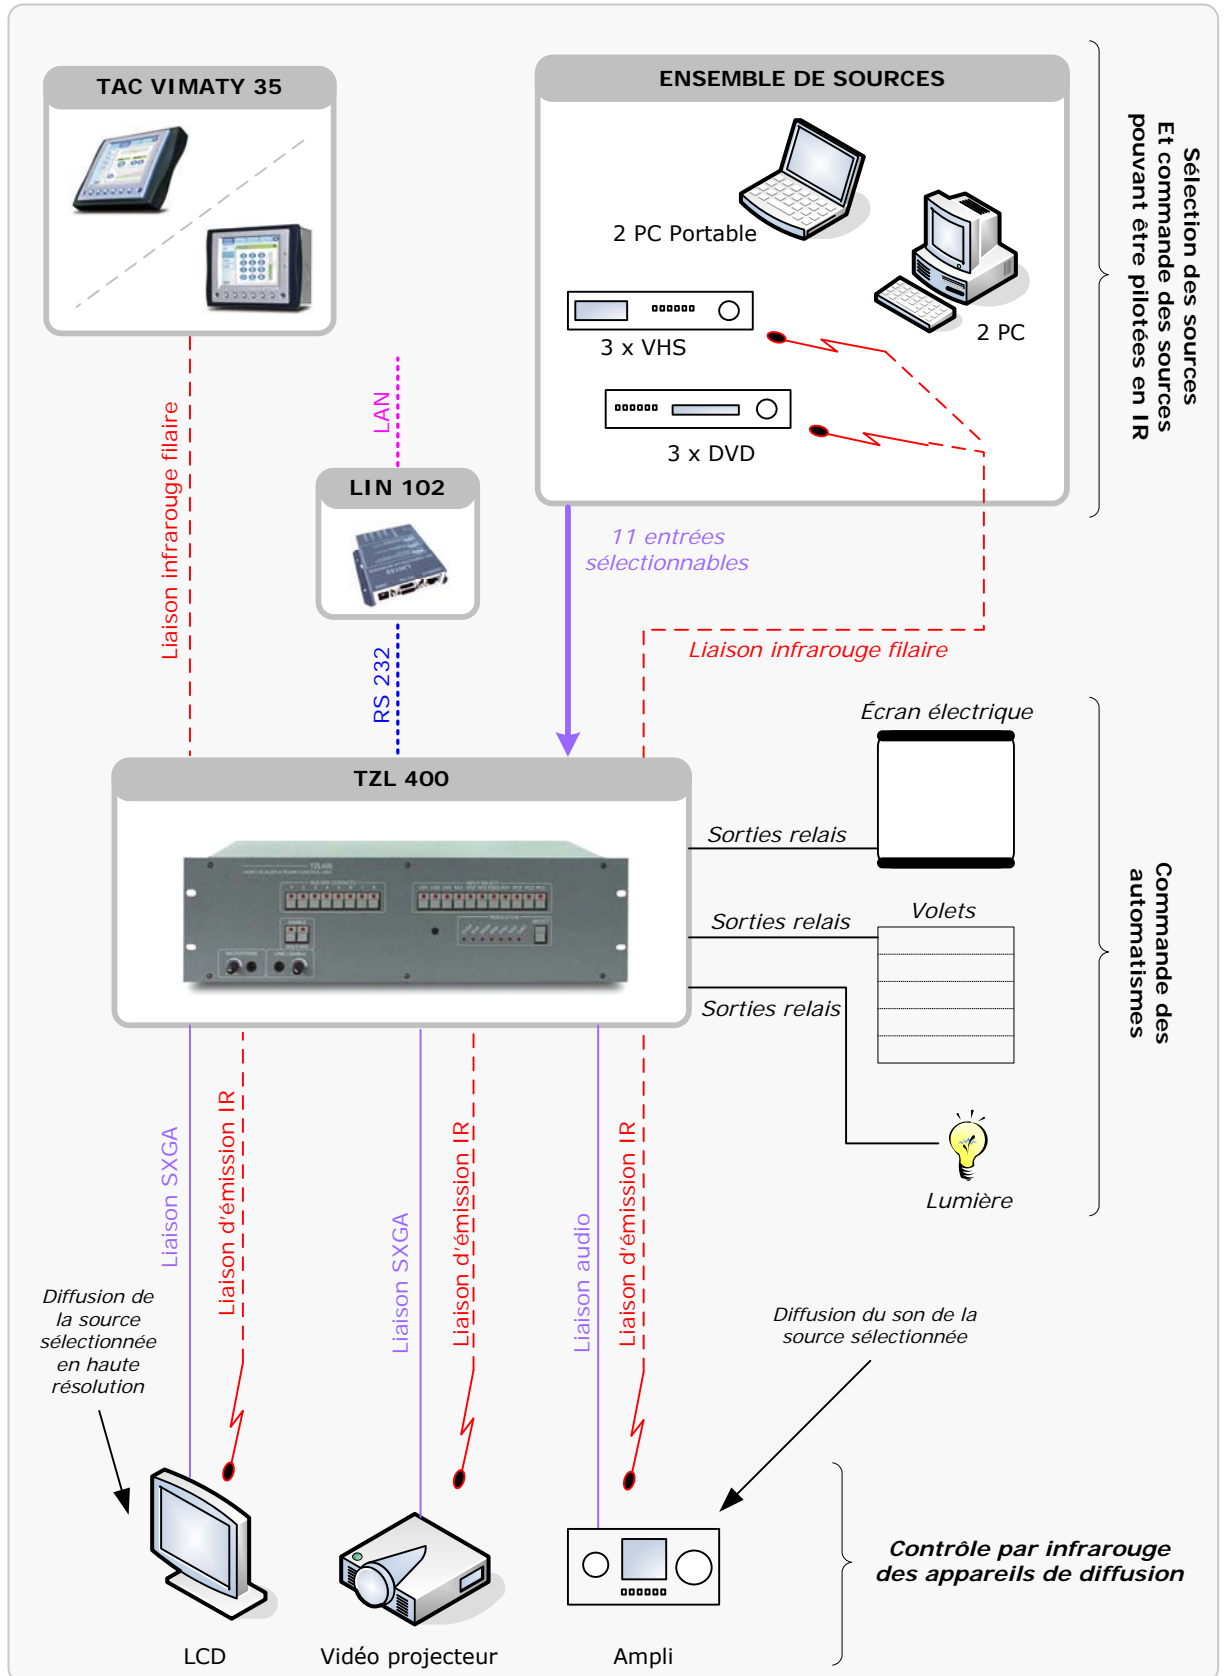 TAC VIMATY 35
ENSEMBLE DE SOURCES
2 PC Portable
2 PC
3 x VHS
3 x DVD
Sélection des sources
Et commande des sources
pouvant être pilotées en IR
Liaison infrarouge filaire
LAN
LIN 102
RS 232
11 entrées
sélectionnables
Liaison infrarouge filaire
TZL 400
Écran électrique
Sorties relais
Volets
Sorties relais
Sorties relais
Lumière
Commande des
automatismes
Liaison SXGA
Liaison d'émission IR
Liaison SXGA
Liaison d'émission IR
Liaison audio
Liaison d'émission IR
Diffusion de
la source
sélectionnée
en haute
résolution
Diffusion du son de la
source sélectionnée
LCD
Vidéo projecteur
Ampli
Contrôle par infrarouge
des appareils de diffusion